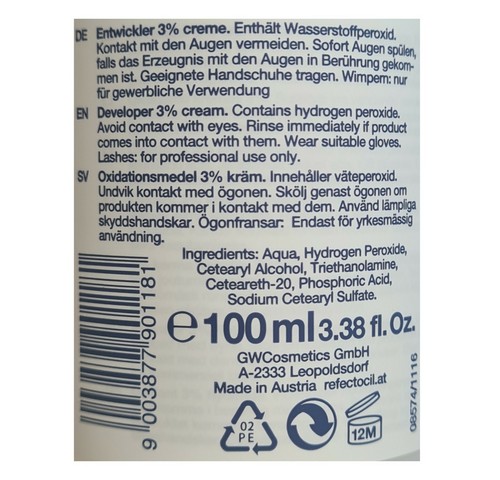 DE Entwickler 3% creme. Enthält Wasserstoffperoxid.
Kontakt mit den Augen vermeiden. Sofort Augen spülen,
falls das Erzeugnis mit den Augen in Berührung gekom-
men ist. Geeignete Handschuhe tragen. Wimpern: nur
für gewerbliche Verwendung
EN Developer 3% cream. Contains hydrogen peroxide.
Avoid contact with eyes. Rinse immediately if product
comes into contact with them. Wear suitable gloves.
Lashes: for professional use only.
SV Oxidationsmedel 3% kräm. Innehåller väteperoxid.
Undvik kontakt med ögonen. Skölj genast ögonen om
produkten kommer i kontakt med dem. Använd lämpliga
skyddshandskar. Ögonfransar: Endast för yrkesmässig
användning.
Ingredients: Aqua, Hydrogen Peroxide,
Cetearyl Alcohol, Triethanolamine,
Ceteareth-20, Phosphoric Acid,
Sodium Cetearyl Sulfate.
e 100 ml 3.38 fl. Oz.
GWCosmetics GmbH
A-2333 Leopoldsdorf
Made in Austria refectocil.at
9 003877 901181
02
PE
12M
08574/1116